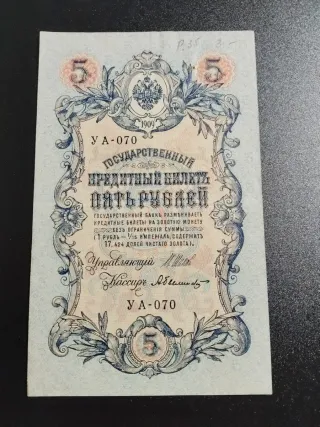 5 5
1909
УА-070
ГОСУДАРСТВЕННЫЙ
КРЕДИТНЫЙ БИЛЕТЪ
ПЯТЬ РУБЛЕЙ
ГОСУДАРСТВЕННЫЙ БАНКЪ РАЗМѢНИВАЕТЪ
КРЕДИТНЫЕ БИЛЕТЫ НА ЗОЛОТУЮ МОНЕТУ
БЕЗЪ ОГРАНИЧЕНІЯ СУММЫ
(1 РУБЛЬ = 1/15 ИМПЕРІАЛА, СОДЕРЖИТЪ
17,424 ДОЛЕЙ ЧИСТАГО ЗОЛОТА).
Управляющій
Кассиръ
УА-070
5